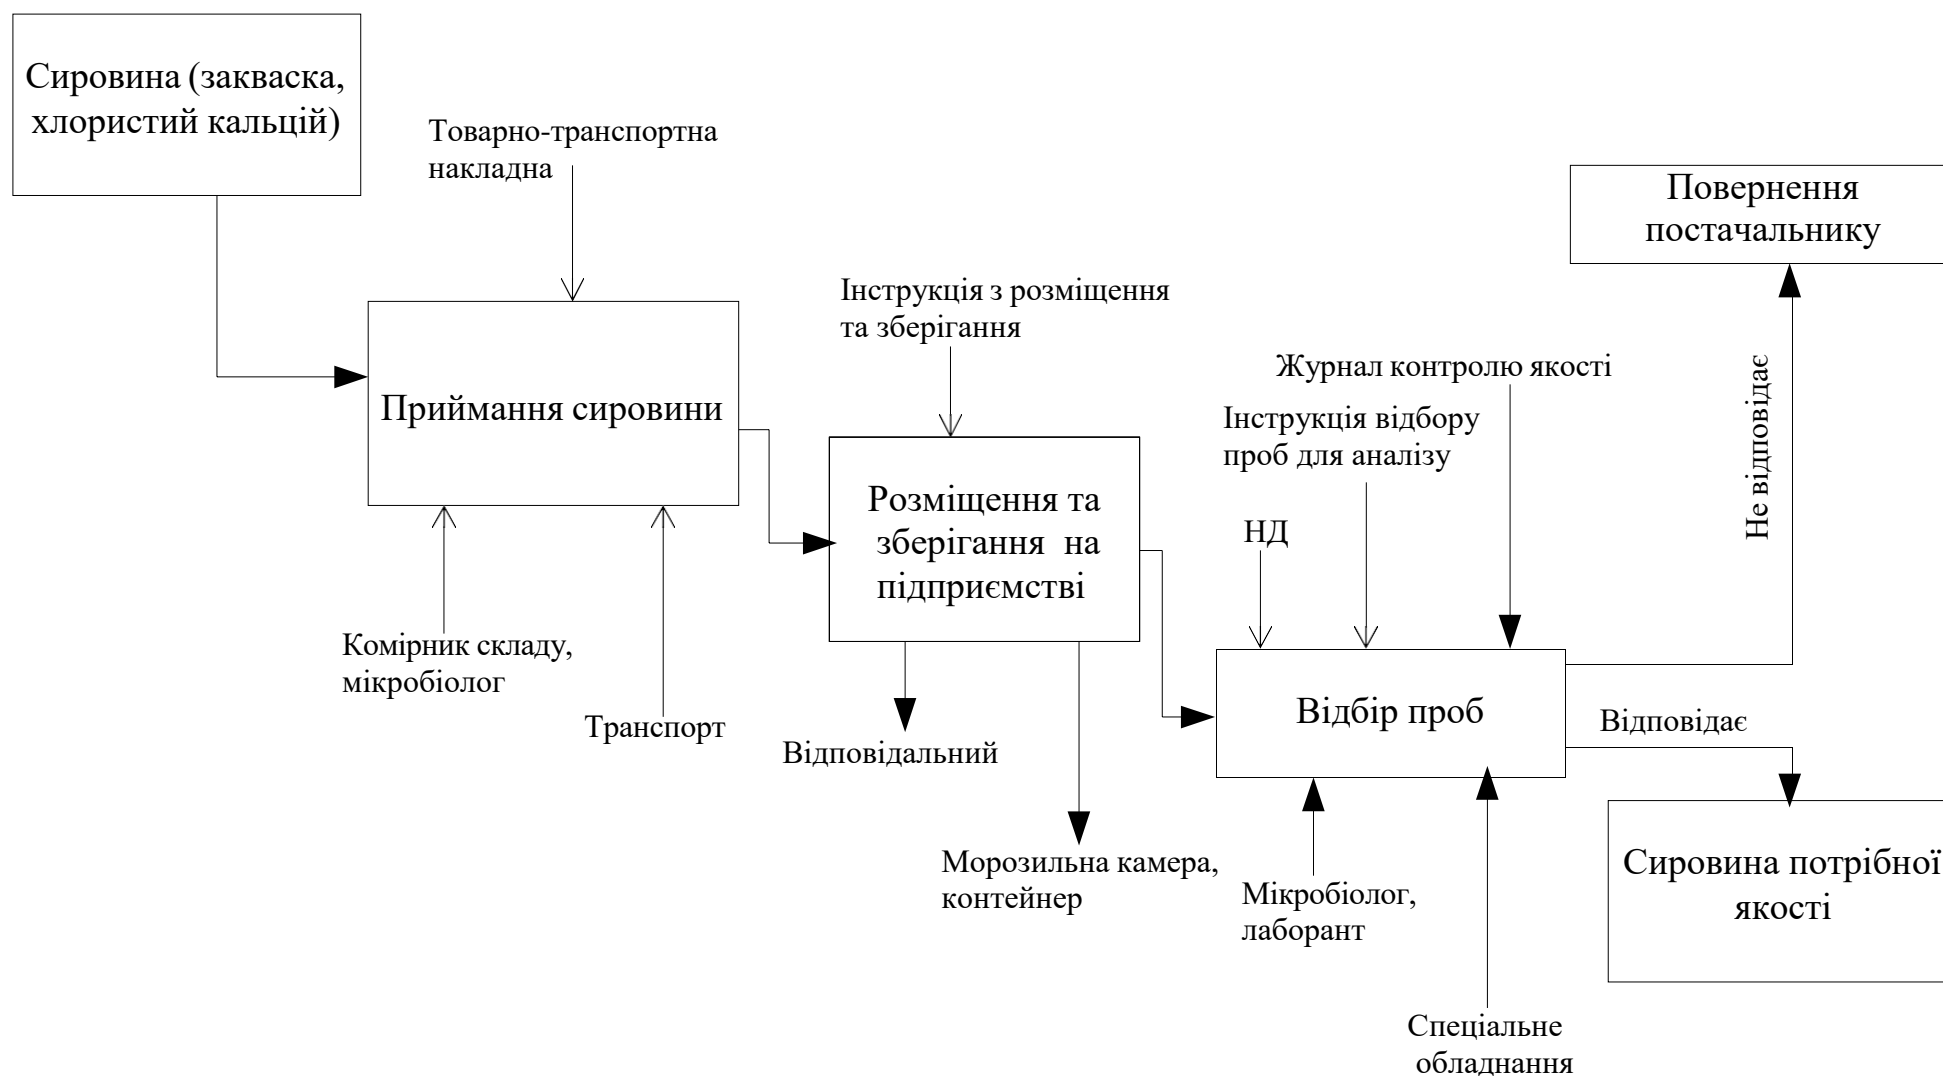 Сировина (закваска,
хлористий кальцій)
Товарно-транспортна
накладна
Повернення
постачальнику
Інструкція з розміщення
та зберігання
Журнал контролю якості
Не відповідає
Приймання сировини
Інструкція відбору
проб для аналізу
Розміщення та
зберігання на
підприємстві
НД
Комірник складу,
мікробіолог
Транспорт
Відповідальний
Відбір проб
Відповідає
Морозильна камера,
контейнер
Мікробіолог,
лаборант
Сировина потрібної
якості
Спеціальне
обладнання